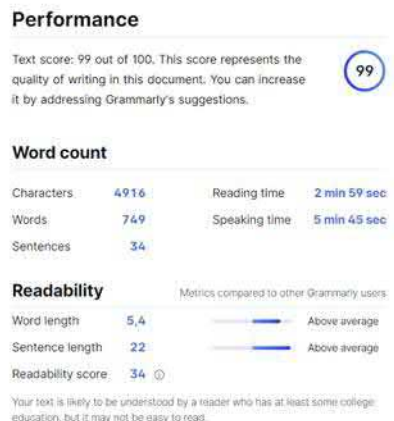 Performance
Text score: 99 out of 100. This score represents the
quality of writing in this document. You can increase
it by addressing Grammarly's suggestions.
99
Word count
Characters 4916 Reading time 2 min 59 sec
Words 749 Speaking time 5 min 45 sec
Sentences 34
Readability Metrics compared to other Grammarly users
Word length 5,4 Above average
Sentence length 22 Above average
Readability score 34
Your text is likely to be understood by a reader who has at least some college
education, but it may not be easy to read.